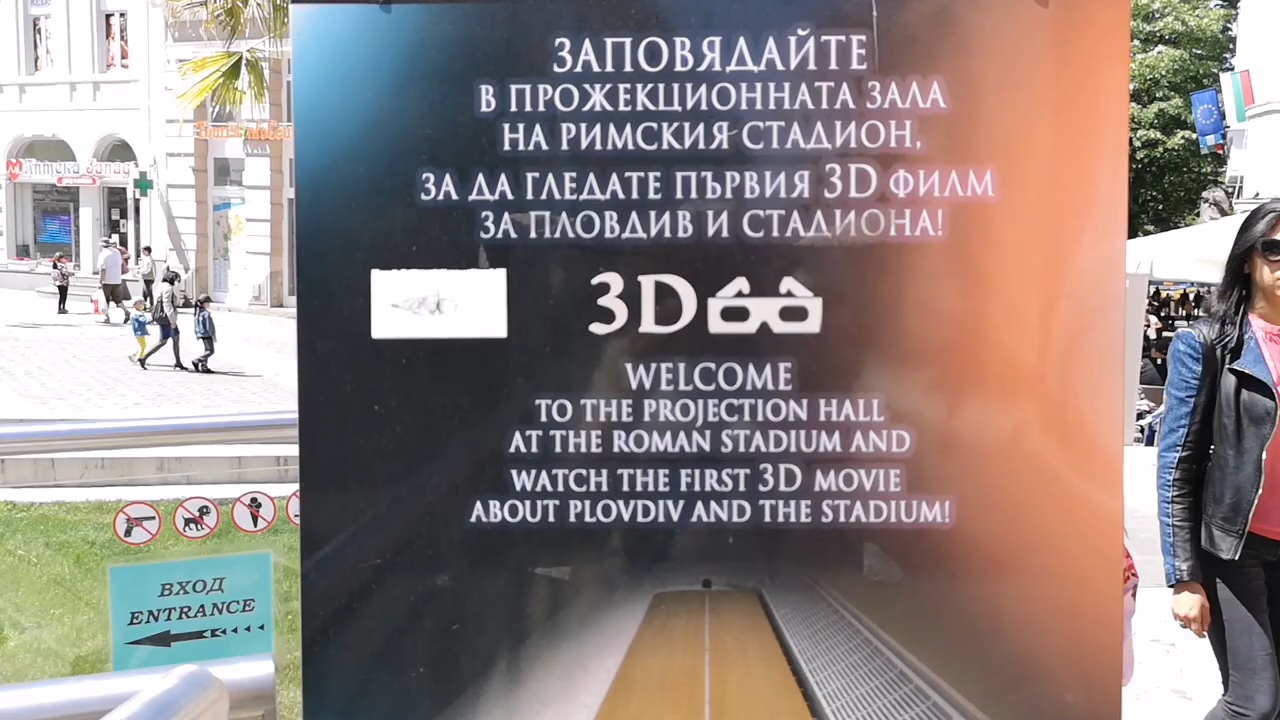 ЗАПОВЯДАЙТЕ
В ПРОЖЕКЦИОННАТА ЗАЛА
НА РИМСКИЯ СТАДИОН,
ЗА ДА ГЛЕДАТЕ ПЪРВИЯ 3D ФИЛМ
ЗА ПЛОВДИВ И СТАДИОНА!
3D
WELCOME
TO THE PROJECTION HALL
AT THE ROMAN STADIUM AND
WATCH THE FIRST 3D MOVIE
ABOUT PLOVDIV AND THE STADIUM!
Аптека Запад
ВХОД
ENTRANCE